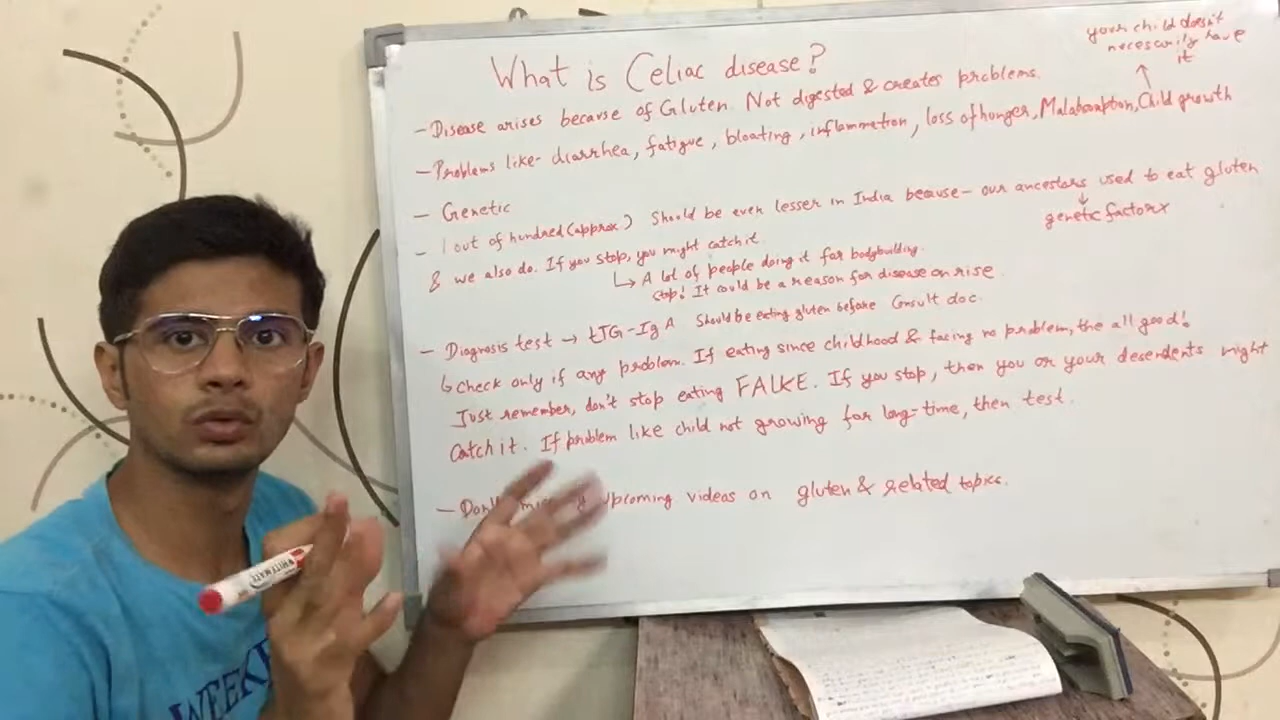 What is Celiac disease?
your child doesn't
necessarily have
it
- Disease arises because of Gluten. Not digested & creates problems.
- Problems like - diarrhea, fatigue, bloating, inflammation, loss of hunger, Malabsorption, Child growth
- Genetic
- 1 out of hundred (approx) Should be even lesser in India because - our ancestors used to eat gluten
genetic factor x
& we also do. If you stop, you might catch it.
↳ A lot of people doing it for bodybuilding.
stop! It could be a reason for disease on rise
- Diagnosis test → tTG-IgA Should be eating gluten before Consult doc.
↳ check only if any problem. If eating since childhood & facing no problem, the all good!
Just remember, don't stop eating FALKE. If you stop, then you or your descendents might
catch it. If problem like child not growing for long-time, then test.
- Don't upcoming videos on gluten & related topics.
WHITEMATE
WEEKE